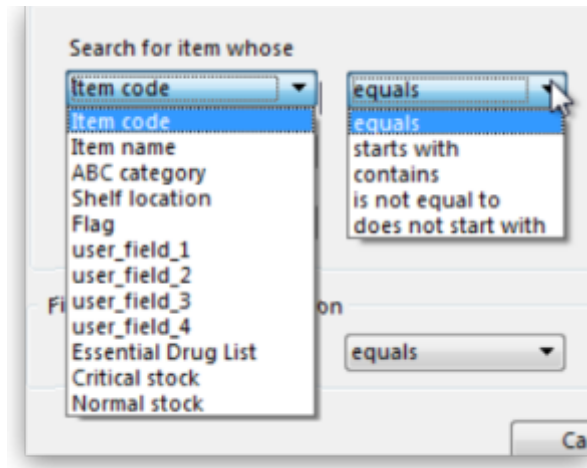 Search for item whose
Item code
equals
Item code
Item name
ABC category
Shelf location
Flag
user_field_1
user_field_2
user_field_3
user_field_4
Essential Drug List
Critical stock
Normal stock
equals
starts with
contains
is not equal to
does not start with
Fi
on
equals
Ca